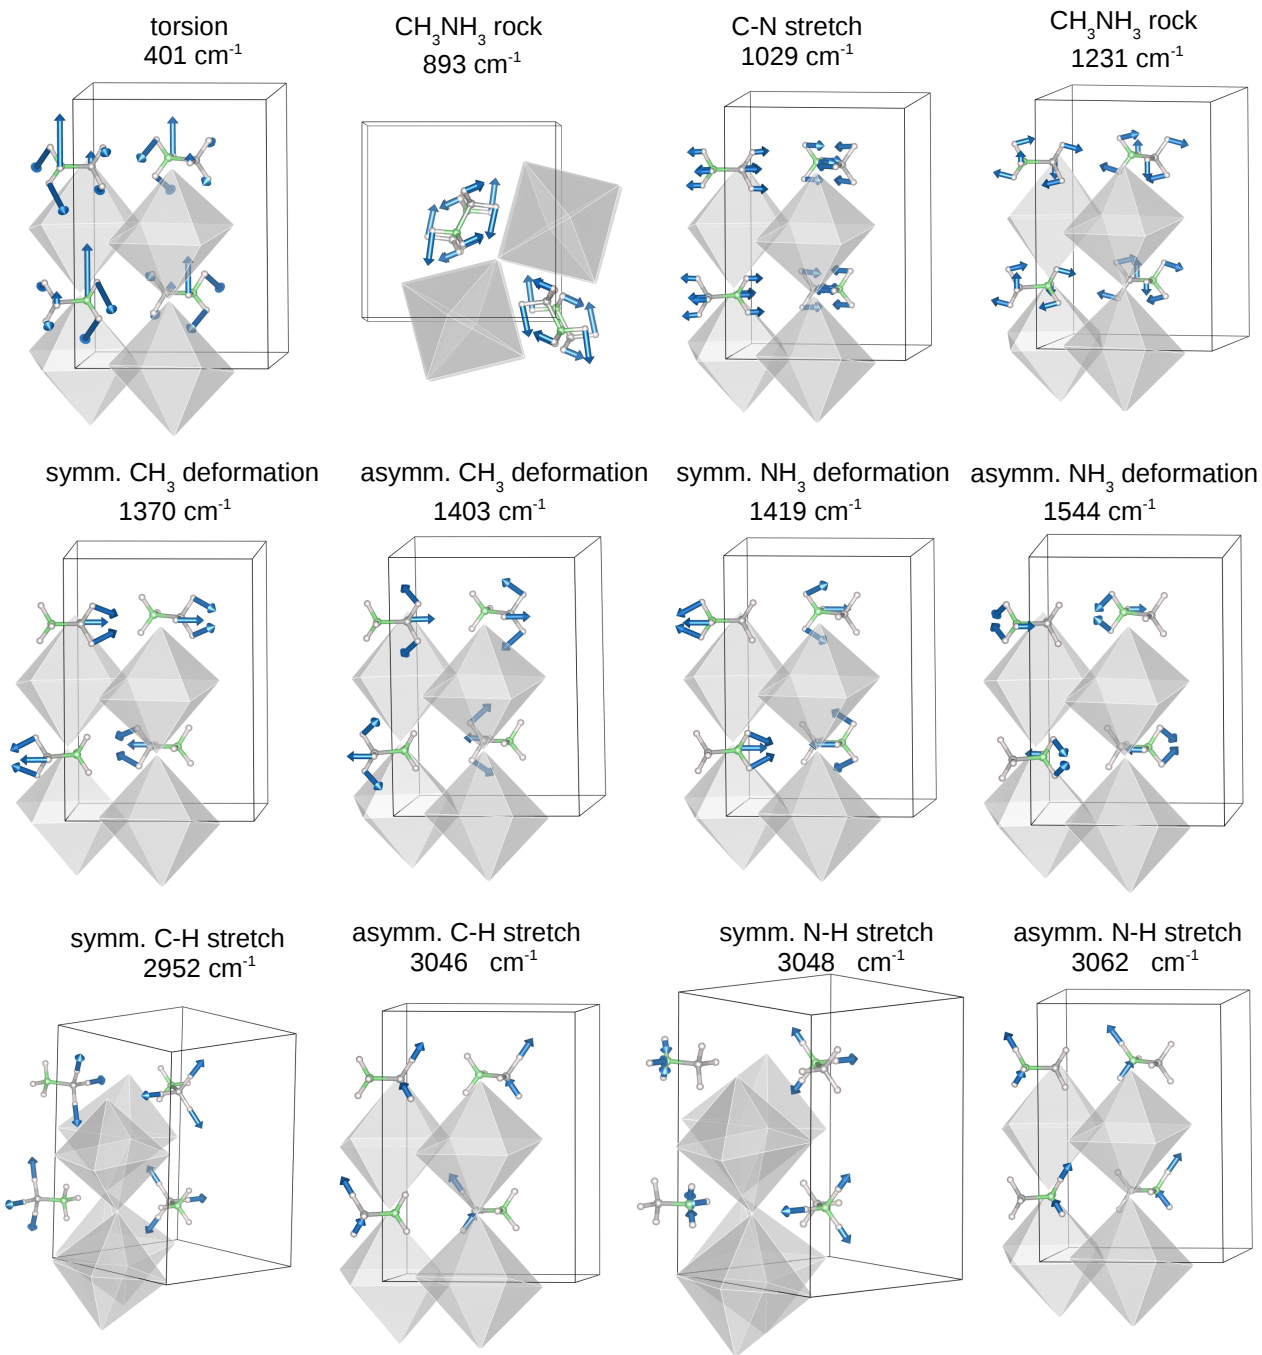 torsion
401 cm⁻¹
CH₃NH₃ rock
893 cm⁻¹
C-N stretch
1029 cm⁻¹
CH₃NH₃ rock
1231 cm⁻¹
symm. CH₃ deformation
1370 cm⁻¹
asymm. CH₃ deformation
1403 cm⁻¹
symm. NH₃ deformation
1419 cm⁻¹
asymm. NH₃ deformation
1544 cm⁻¹
symm. C-H stretch
2952 cm⁻¹
asymm. C-H stretch
3046 cm⁻¹
symm. N-H stretch
3048 cm⁻¹
asymm. N-H stretch
3062 cm⁻¹